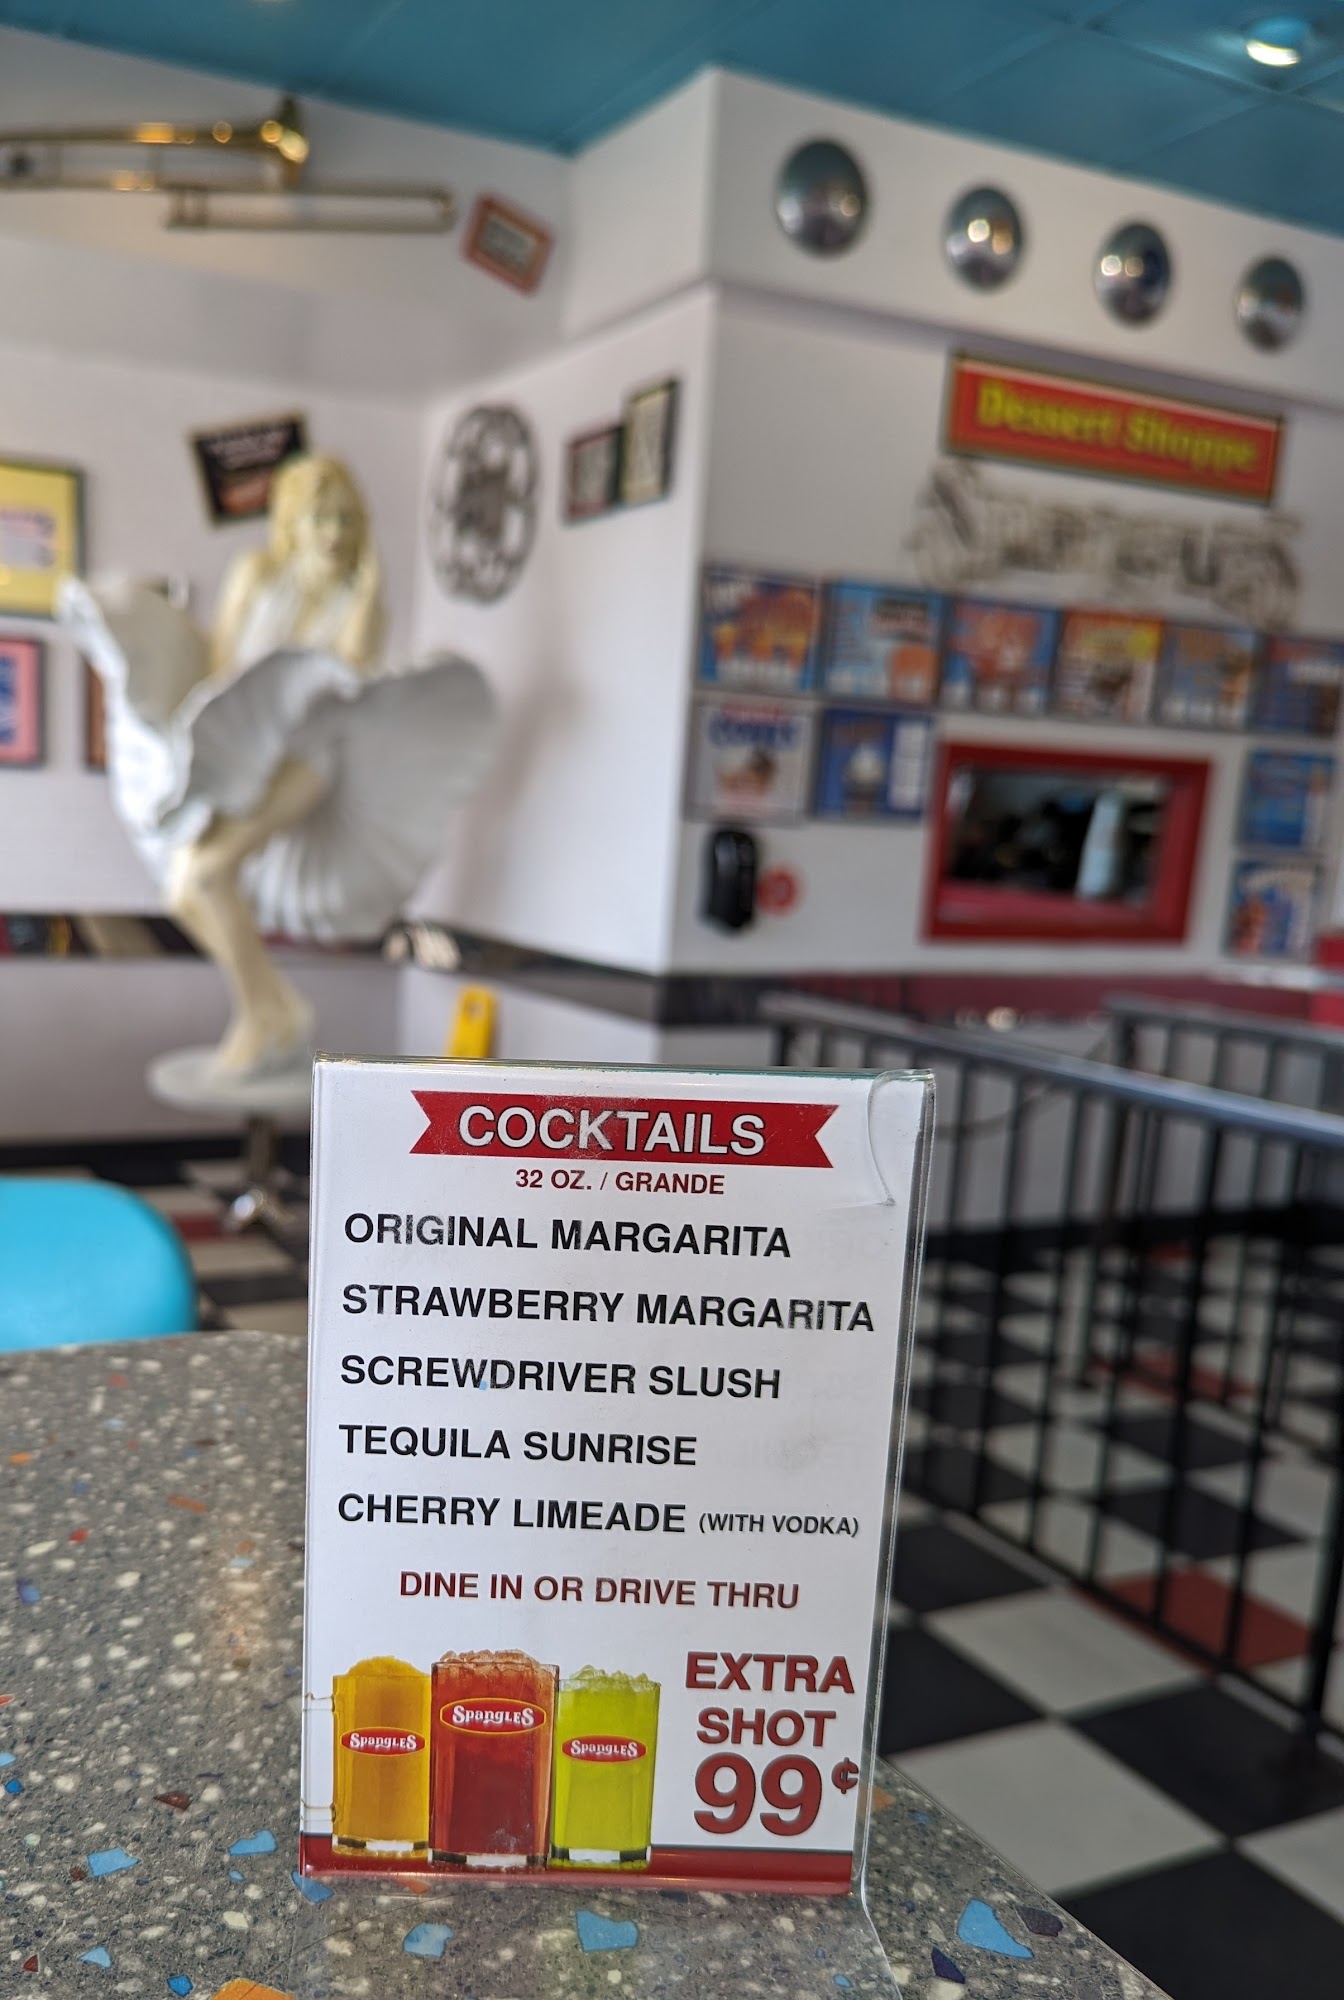 Dessert Shoppe
COCKTAILS
32 OZ. / GRANDE
ORIGINAL MARGARITA
STRAWBERRY MARGARITA
SCREWDRIVER SLUSH
TEQUILA SUNRISE
CHERRY LIMEADE (WITH VODKA)
DINE IN OR DRIVE THRU
EXTRA
SHOT
99¢
SPANGLES
SPANGLES
SPANGLES